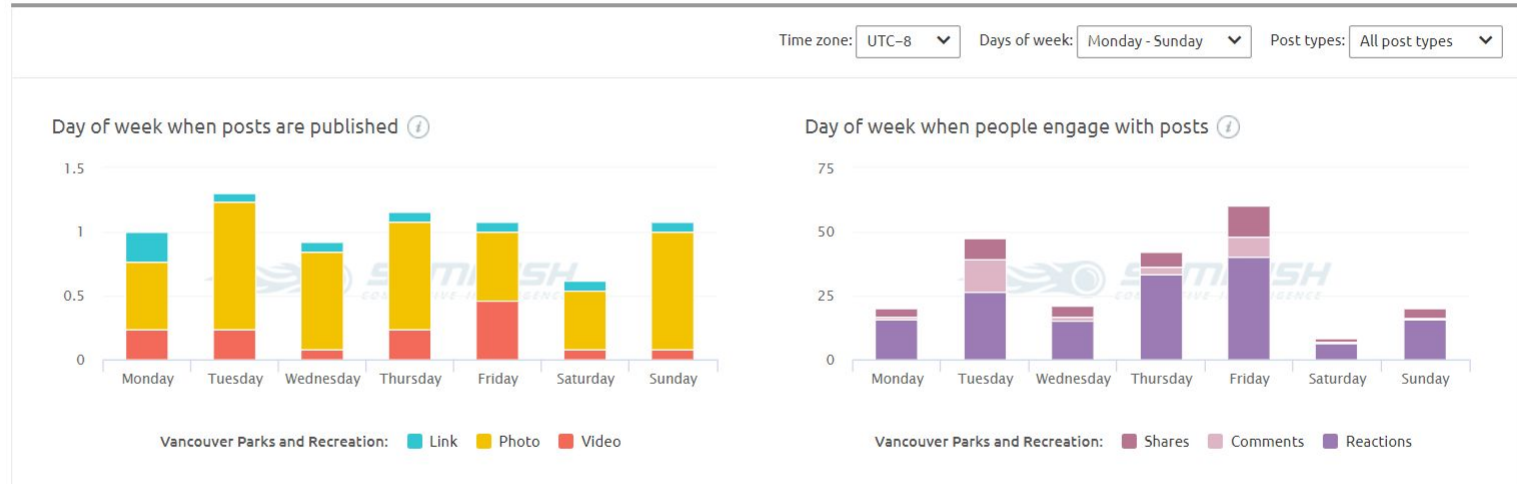 Time zone: UTC–8 Days of week: Monday - Sunday Post types: All post types
Day of week when posts are published i
1.5
1
0.5
0
Monday Tuesday Wednesday Thursday Friday Saturday Sunday
Vancouver Parks and Recreation: Link Photo Video
Day of week when people engage with posts i
75
50
25
0
Monday Tuesday Wednesday Thursday Friday Saturday Sunday
Vancouver Parks and Recreation: Shares Comments Reactions